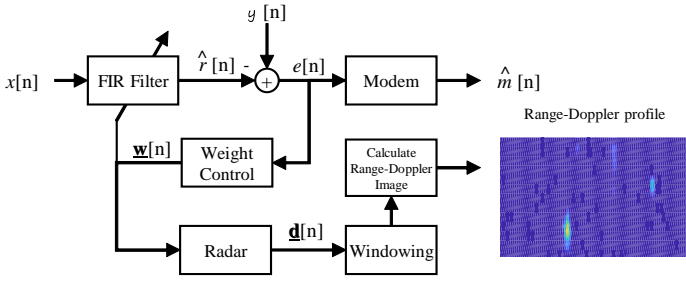 y [n]
x[n]
FIR Filter
r̂ [n]
-
+
e[n]
Modem
m̂ [n]
Range-Doppler profile
w[n]
Weight
Control
Calculate
Range-Doppler
Image
Radar
d[n]
Windowing